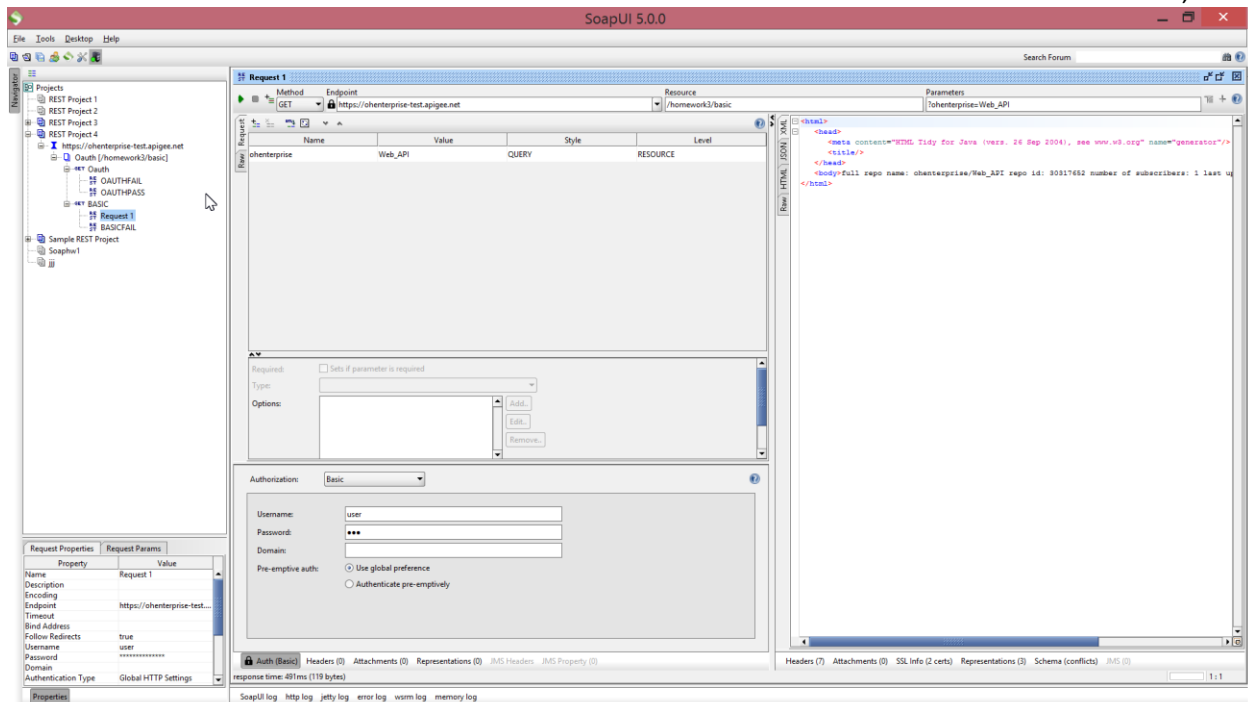 SoapUI 5.0.0
File Tools Desktop Help
Search Forum
Navigator
Projects
REST Project 1
REST Project 2
REST Project 3
REST Project 4
https://ohenterprise-test.apigee.net
Oauth [/homework3/basic]
GET Oauth
OAUTHFAIL
OAUTHPASS
GET BASIC
Request 1
BASICFAIL
Sample REST Project
Soaphw1
jjj
Request Properties Request Params
Property Value
Name Request 1
Description
Encoding
Endpoint https://ohenterprise-test....
Timeout
Bind Address
Follow Redirects true
Username user
Password **************
Domain
Authentication Type Global HTTP Settings
Properties
Request 1
Method Endpoint Resource Parameters
GET https://ohenterprise-test.apigee.net /homework3/basic ?ohenterprise=Web_API
Request
Raw
Name Value Style Level
ohenterprise Web_API QUERY RESOURCE
Required: Sets if parameter is required
Type:
Options: Add..
Edit..
Remove..
Authorization: Basic
Username: user
Password: •••
Domain:
Pre-emptive auth: Use global preference
Authenticate pre-emptively
Auth (Basic) Headers (0) Attachments (0) Representations (0) JMS Headers JMS Property (0)
response time: 491ms (119 bytes)
XML
JSON
HTML
Raw
<html>
<head>
<meta content="HTML Tidy for Java (vers. 26 Sep 2004), see www.w3.org" name="generator"/>
<title/>
</head>
<body>full repo name: ohenterprise/Web_API repo id: 30317652 number of subscribers: 1 last up
</html>
Headers (7) Attachments (0) SSL Info (2 certs) Representations (3) Schema (conflicts) JMS (0)
1:1
SoapUI log http log jetty log error log wsrm log memory log